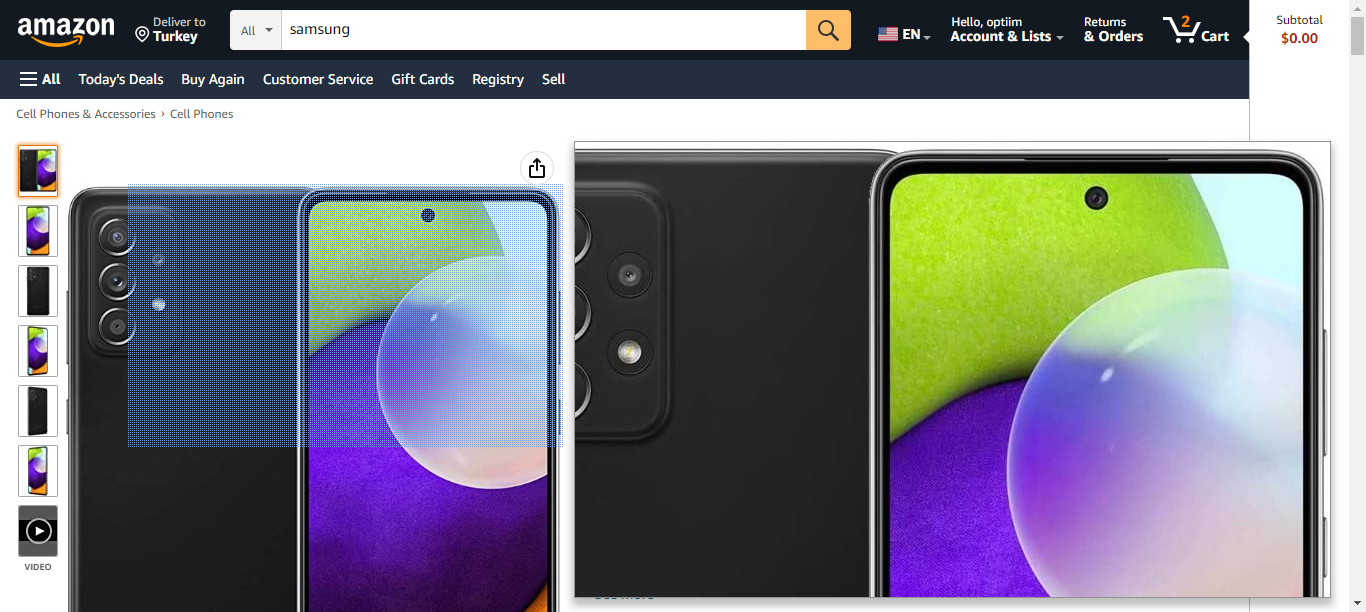 amazon
Deliver to
Turkey
All
samsung
EN
Hello, optiim
Account & Lists
Returns
& Orders
2
Cart
Subtotal
$0.00
All
Today's Deals
Buy Again
Customer Service
Gift Cards
Registry
Sell
Cell Phones & Accessories › Cell Phones
VIDEO